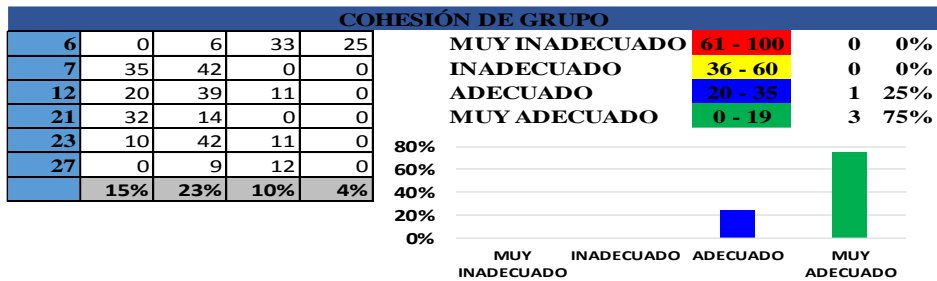 COHESIÓN DE GRUPO
6 0 6 33 25
7 35 42 0 0
12 20 39 11 0
21 32 14 0 0
23 10 42 11 0
27 0 9 12 0
15% 23% 10% 4%
MUY INADECUADO 61 - 100 0 0%
INADECUADO 36 - 60 0 0%
ADECUADO 20 - 35 1 25%
MUY ADECUADO 0 - 19 3 75%
80%
60%
40%
20%
0%
MUY INADECUADO ADECUADO MUY
INADECUADO ADECUADO